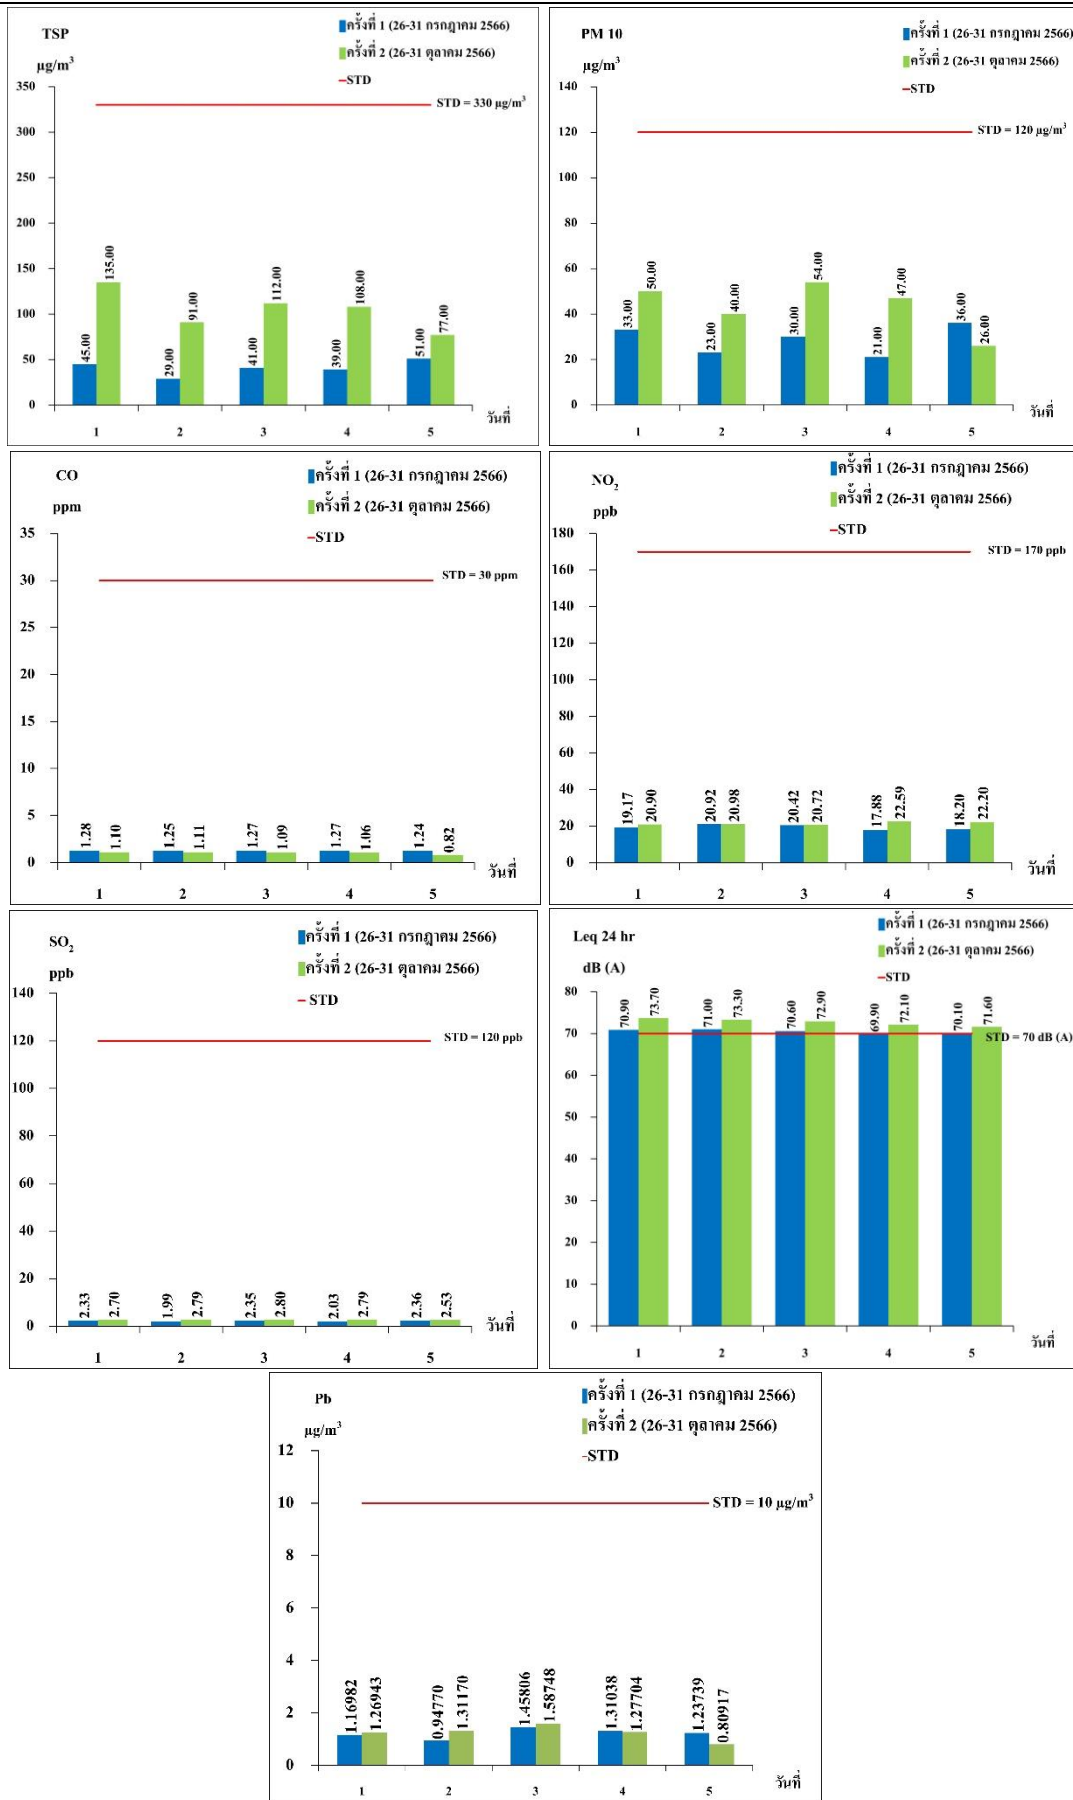 TSP
µg/m³
ครั้งที่ 1 (26-31 กรกฎาคม 2566)
ครั้งที่ 2 (26-31 ตุลาคม 2566)
STD
350
300
250
200
150
100
50
0
STD = 330 µg/m³
45.00 135.00 29.00 91.00 41.00 112.00 39.00 108.00 51.00 77.00
1 2 3 4 5 วันที่
PM 10
µg/m³
ครั้งที่ 1 (26-31 กรกฎาคม 2566)
ครั้งที่ 2 (26-31 ตุลาคม 2566)
STD
140
120
100
80
60
40
20
0
STD = 120 µg/m³
33.00 50.00 23.00 40.00 30.00 54.00 21.00 47.00 36.00 26.00
1 2 3 4 5 วันที่
CO
ppm
ครั้งที่ 1 (26-31 กรกฎาคม 2566)
ครั้งที่ 2 (26-31 ตุลาคม 2566)
STD
35
30
25
20
15
10
5
0
STD = 30 ppm
1.28 1.10 1.25 1.11 1.27 1.09 1.27 1.06 1.24 0.82
1 2 3 4 5 วันที่
NO₂
ppb
ครั้งที่ 1 (26-31 กรกฎาคม 2566)
ครั้งที่ 2 (26-31 ตุลาคม 2566)
STD
180
160
140
120
100
80
60
40
20
0
STD = 170 ppb
19.17 20.90 20.92 20.98 20.42 20.72 17.88 22.59 18.20 22.20
1 2 3 4 5 วันที่
SO₂
ppb
ครั้งที่ 1 (26-31 กรกฎาคม 2566)
ครั้งที่ 2 (26-31 ตุลาคม 2566)
STD
140
120
100
80
60
40
20
0
STD = 120 ppb
2.33 2.70 1.99 2.79 2.35 2.80 2.03 2.79 2.36 2.53
1 2 3 4 5 วันที่
Leq 24 hr
dB (A)
ครั้งที่ 1 (26-31 กรกฎาคม 2566)
ครั้งที่ 2 (26-31 ตุลาคม 2566)
STD
80
70
60
50
40
30
20
10
0
STD = 70 dB (A)
70.90 73.70 71.00 73.30 70.60 72.90 69.90 72.10 70.10 71.60
1 2 3 4 5 วันที่
Pb
µg/m³
ครั้งที่ 1 (26-31 กรกฎาคม 2566)
ครั้งที่ 2 (26-31 ตุลาคม 2566)
STD
12
10
8
6
4
2
0
STD = 10 µg/m³
1.16982 1.26943 0.94770 1.31170 1.45806 1.58748 1.31038 1.27704 1.23739 0.80917
1 2 3 4 5 วันที่